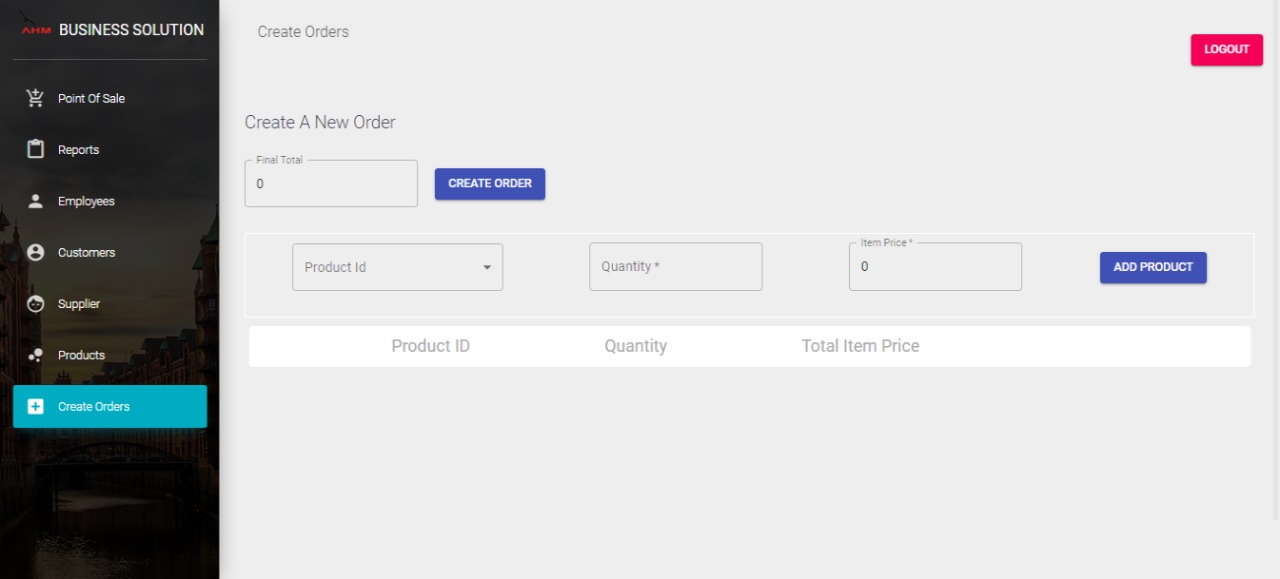 AHM BUSINESS SOLUTION
Point Of Sale
Reports
Employees
Customers
Supplier
Products
Create Orders
Create Orders
LOGOUT
Create A New Order
Final Total
0
CREATE ORDER
Product Id
Quantity *
Item Price *
0
ADD PRODUCT
Product ID Quantity Total Item Price